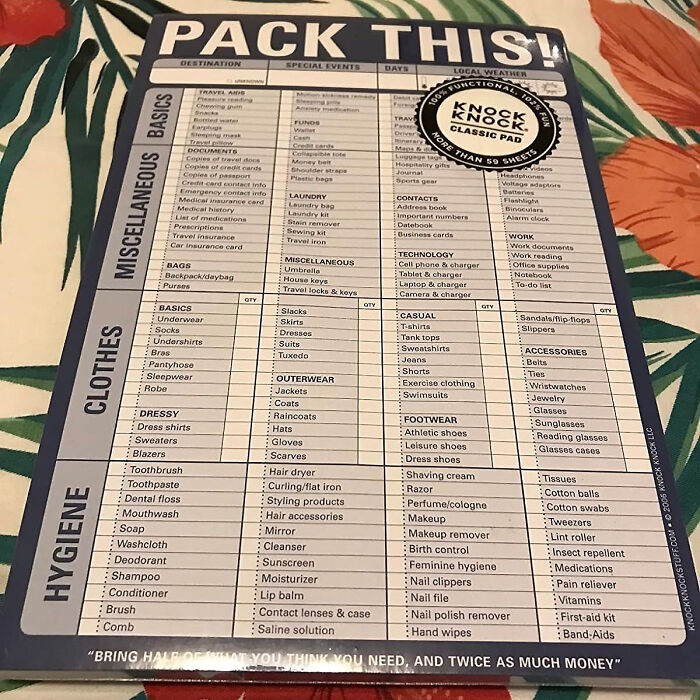 PACK THIS!
DESTINATION
UNKNOWN
SPECIAL EVENTS
DAYS
LOCAL WEATHER
100% FUNCTIONAL, 102% FUN
KNOCK
KNOCK®
CLASSIC PAD
MORE THAN 59 SHEETS
BASICS
MISCELLANEOUS
TRAVEL AIDS
Pleasure reading
Chewing gum
Snacks
Bottled water
Earplugs
Sleeping mask
Travel pillow
DOCUMENTS
Copies of travel docs
Copies of credit cards
Copies of passport
Credit-card contact info
Emergency contact info
Medical insurance card
Medical history
List of medications
Prescriptions
Travel insurance
Car insurance card
BAGS
Backpack/daybag
Purses
Motion-sickness remedy
Sleeping pills
Anxiety medication
FUNDS
Wallet
Cash
Credit cards
Collapsible tote
Money belt
Shoulder straps
Plastic bags
LAUNDRY
Laundry bag
Laundry kit
Stain remover
Sewing kit
Travel iron
MISCELLANEOUS
Umbrella
House keys
Travel locks & keys
Debit
Maps &
Luggage tags
Hospitality gifts
Journal
Sports gear
CONTACTS
Address book
Important numbers
Datebook
Business cards
TECHNOLOGY
Cell phone & charger
Tablet & charger
Laptop & charger
Camera & charger
videos
Headphones
Voltage adaptors
Batteries
Flashlight
Binoculars
Alarm clock
WORK
Work documents
Work reading
Office supplies
Notebook
To-do list
CLOTHES
BASICS
QTY
Underwear
Socks
Undershirts
Bras
Pantyhose
Sleepwear
Robe
DRESSY
Dress shirts
Sweaters
Blazers
QTY
Slacks
Skirts
Dresses
Suits
Tuxedo
OUTERWEAR
Jackets
Coats
Raincoats
Hats
Gloves
Scarves
QTY
CASUAL
T-shirts
Tank tops
Sweatshirts
Jeans
Shorts
Exercise clothing
Swimsuits
FOOTWEAR
Athletic shoes
Leisure shoes
Dress shoes
QTY
Sandals/flip-flops
Slippers
ACCESSORIES
Belts
Ties
Wristwatches
Jewelry
Glasses
Sunglasses
Reading glasses
Glasses cases
HYGIENE
Toothbrush
Toothpaste
Dental floss
Mouthwash
Soap
Washcloth
Deodorant
Shampoo
Conditioner
Brush
Comb
Hair dryer
Curling/flat iron
Styling products
Hair accessories
Mirror
Cleanser
Sunscreen
Moisturizer
Lip balm
Contact lenses & case
Saline solution
Shaving cream
Razor
Perfume/cologne
Makeup
Makeup remover
Birth control
Feminine hygiene
Nail clippers
Nail file
Nail polish remover
Hand wipes
Tissues
Cotton balls
Cotton swabs
Tweezers
Lint roller
Insect repellent
Medications
Pain reliever
Vitamins
First-aid kit
Band-Aids
KNOCKKNOCKSTUFF.COM • © 2006 KNOCK KNOCK LLC
"BRING HALF OF WHAT YOU THINK YOU NEED, AND TWICE AS MUCH MONEY"